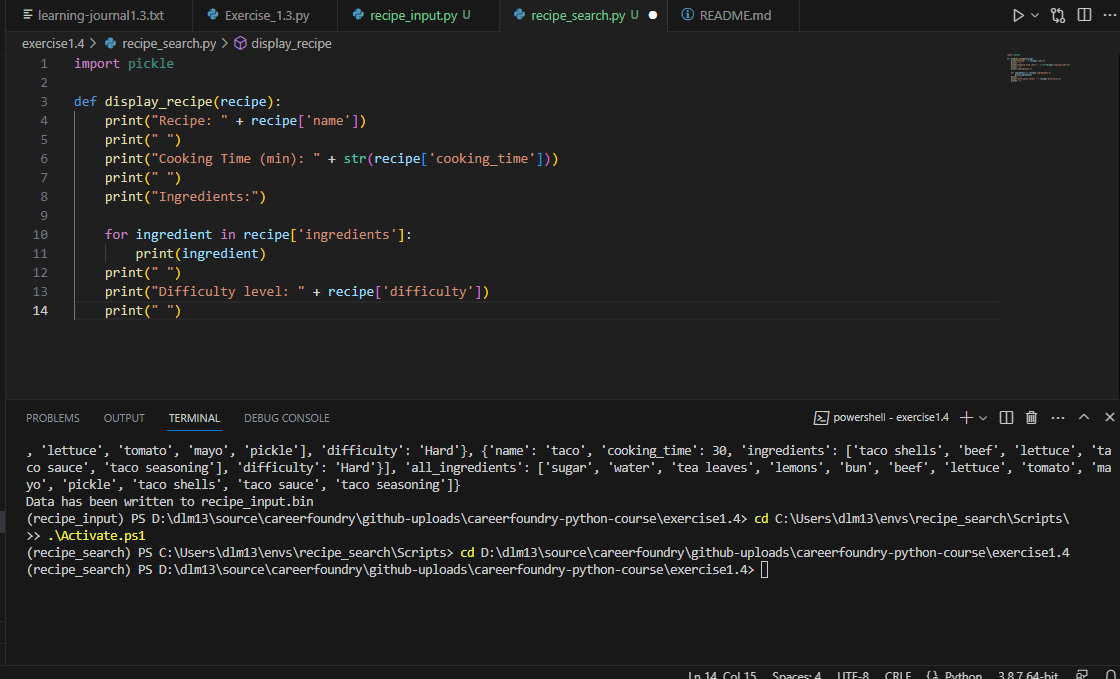 learning-journal1.3.txt Exercise_1.3.py recipe_input.py U recipe_search.py U README.md
exercise1.4 > recipe_search.py > display_recipe
1 import pickle
2
3 def display_recipe(recipe):
4 print("Recipe: " + recipe['name'])
5 print(" ")
6 print("Cooking Time (min): " + str(recipe['cooking_time']))
7 print(" ")
8 print("Ingredients:")
9
10 for ingredient in recipe['ingredients']:
11 print(ingredient)
12 print(" ")
13 print("Difficulty level: " + recipe['difficulty'])
14 print(" ")
PROBLEMS OUTPUT TERMINAL DEBUG CONSOLE powershell - exercise1.4
, 'lettuce', 'tomato', 'mayo', 'pickle'], 'difficulty': 'Hard'}, {'name': 'taco', 'cooking_time': 30, 'ingredients': ['taco shells', 'beef', 'lettuce', 'ta
co sauce', 'taco seasoning'], 'difficulty': 'Hard'}], 'all_ingredients': ['sugar', 'water', 'tea leaves', 'lemons', 'bun', 'beef', 'lettuce', 'tomato', 'ma
yo', 'pickle', 'taco shells', 'taco sauce', 'taco seasoning']}
Data has been written to recipe_input.bin
(recipe_input) PS D:\dlm13\source\careerfoundry\github-uploads\careerfoundry-python-course\exercise1.4> cd C:\Users\dlm13\envs\recipe_search\Scripts\
>> .\Activate.ps1
(recipe_search) PS C:\Users\dlm13\envs\recipe_search\Scripts> cd D:\dlm13\source\careerfoundry\github-uploads\careerfoundry-python-course\exercise1.4
(recipe_search) PS D:\dlm13\source\careerfoundry\github-uploads\careerfoundry-python-course\exercise1.4>
Ln 14, Col 15 Spaces: 4 UTF-8 CRLF Python 3.8.7 64-bit